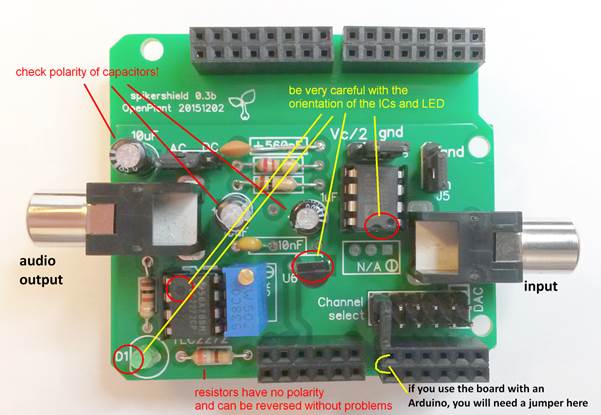 check polarity of capacitors!
spikershield 0.3b
OpenPlant 20151202
be very careful with the
orientation of the ICs and LED
10uF
AC
DC
+560nF
Vc/2
gnd
gnd
J5
1uF
10nF
N/A
U6
audio
output
input
Channel
select
DAC
D1
TLC2272
resistors have no polarity
and can be reversed without problems
if you use the board with an
Arduino, you will need a jumper here